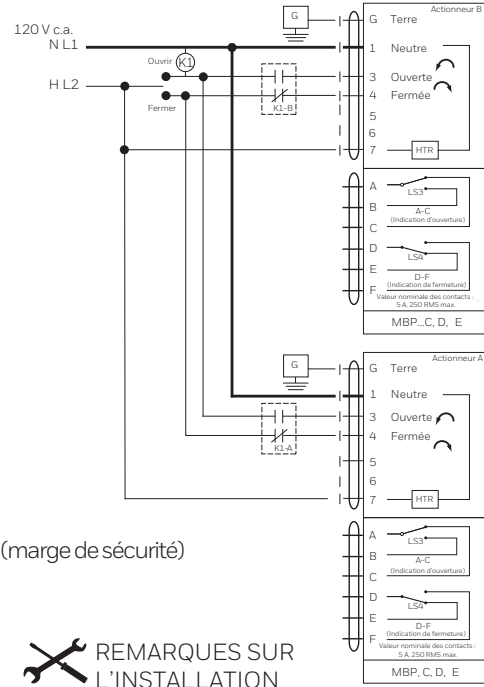 120 V c.a.
N L1
H L2
Ouvrir
K1
Fermer
G
K1-B
Actionneur B
G Terre
1 Neutre
3 Ouverte
4 Fermée
5
6
7
HTR
A
LS3
B
A-C
(Indication d'ouverture)
C
D
LS4
E
D-F
(Indication de fermeture)
F
Valeur nominale des contacts :
5 A, 250 RMS max.
MBP...C, D, E
G
K1-A
Actionneur A
G Terre
1 Neutre
3 Ouverte
4 Fermée
5
6
7
HTR
A
LS3
B
A-C
(Indication d'ouverture)
C
D
LS4
E
D-F
(Indication de fermeture)
F
Valeur nominale des contacts :
5 A, 250 RMS max.
MBP, C, D, E
(marge de sécurité)
REMARQUES SUR
L'INSTALLATION